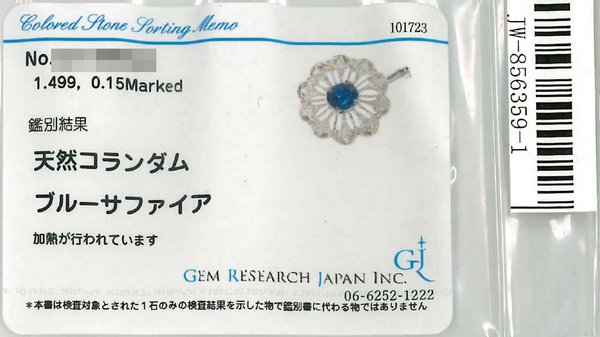 Colored Stone Sorting Memo
101723
No.
1.499, 0.15Marked
鑑別結果
天然コランダム
ブルーサファイア
加熱が行われています
GJ
GEM RESEARCH JAPAN INC.
06-6252-1222
*本書は検査対象とされた1石のみの検査結果を示した物で鑑別書に代わる物ではありません
JW-856359-1